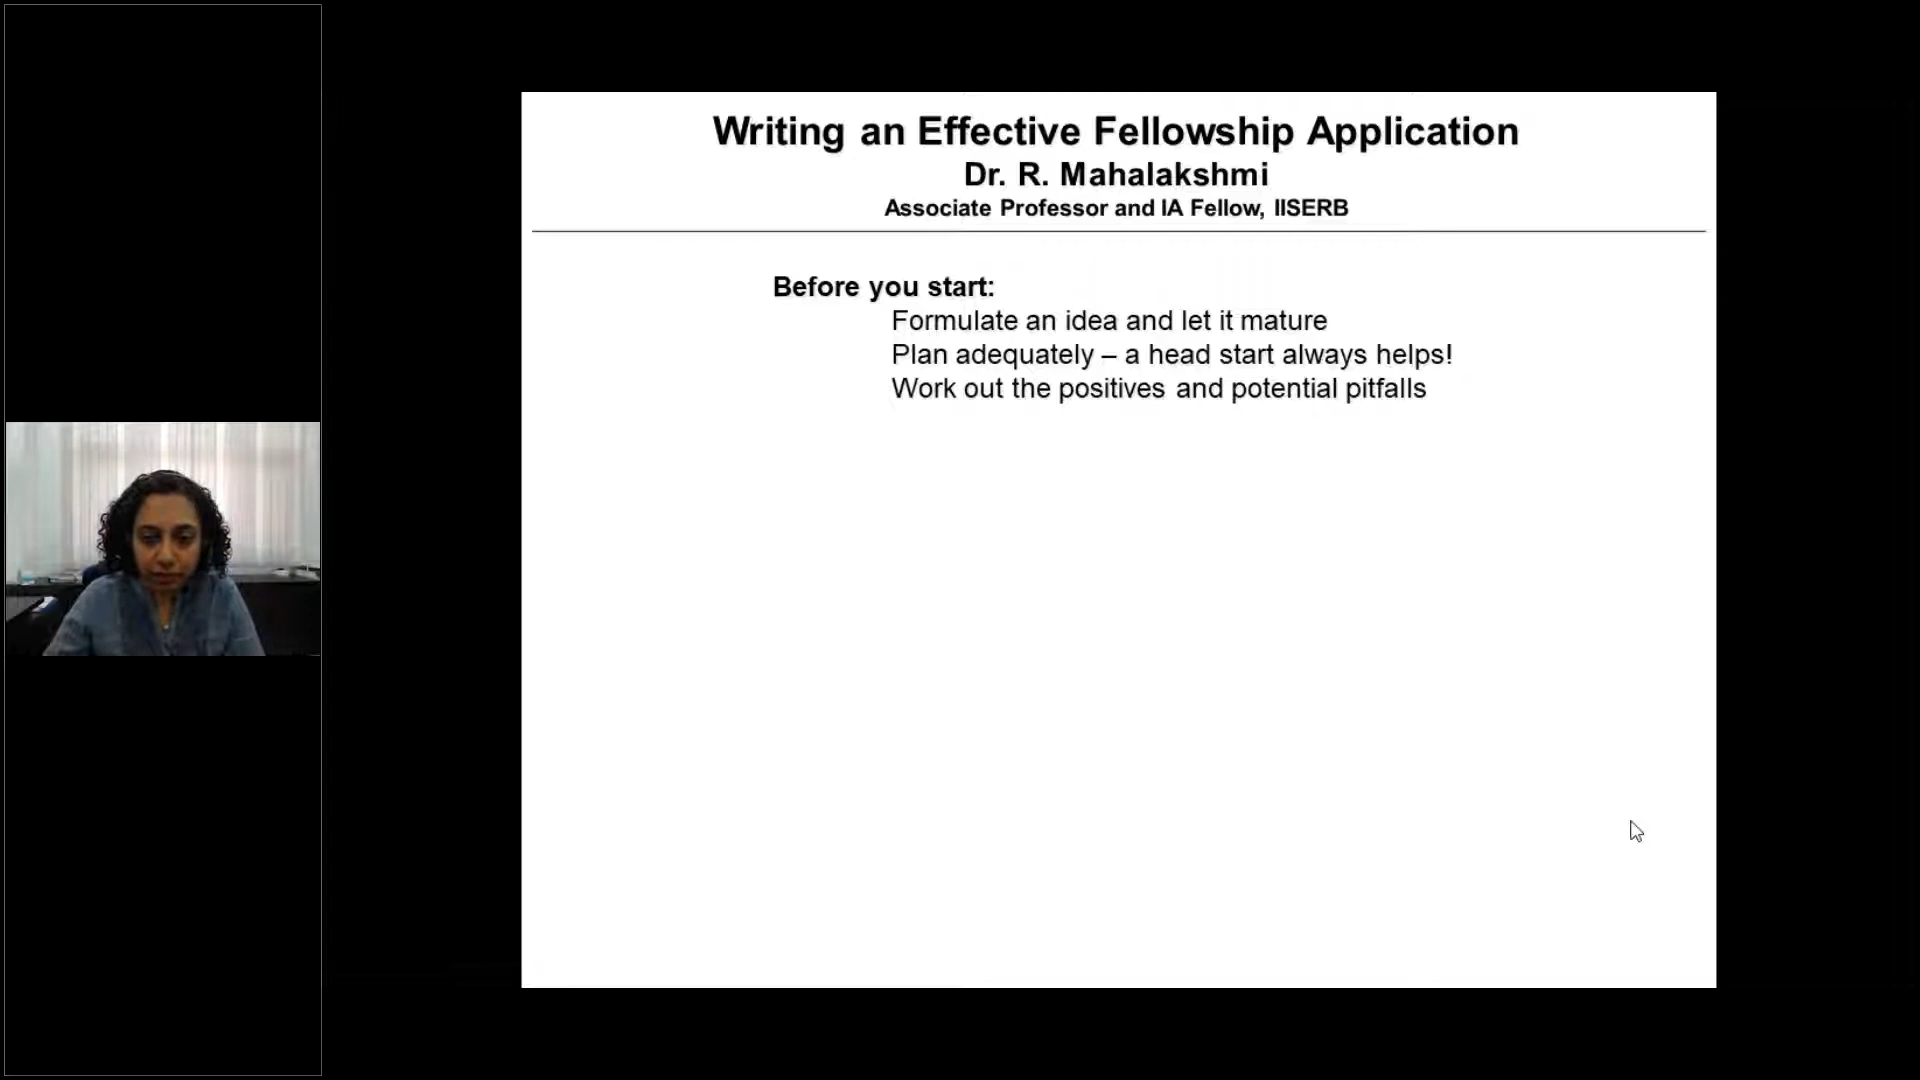 Writing an Effective Fellowship Application
Dr. R. Mahalakshmi
Associate Professor and IA Fellow, IISERB
Before you start:
Formulate an idea and let it mature
Plan adequately – a head start always helps!
Work out the positives and potential pitfalls